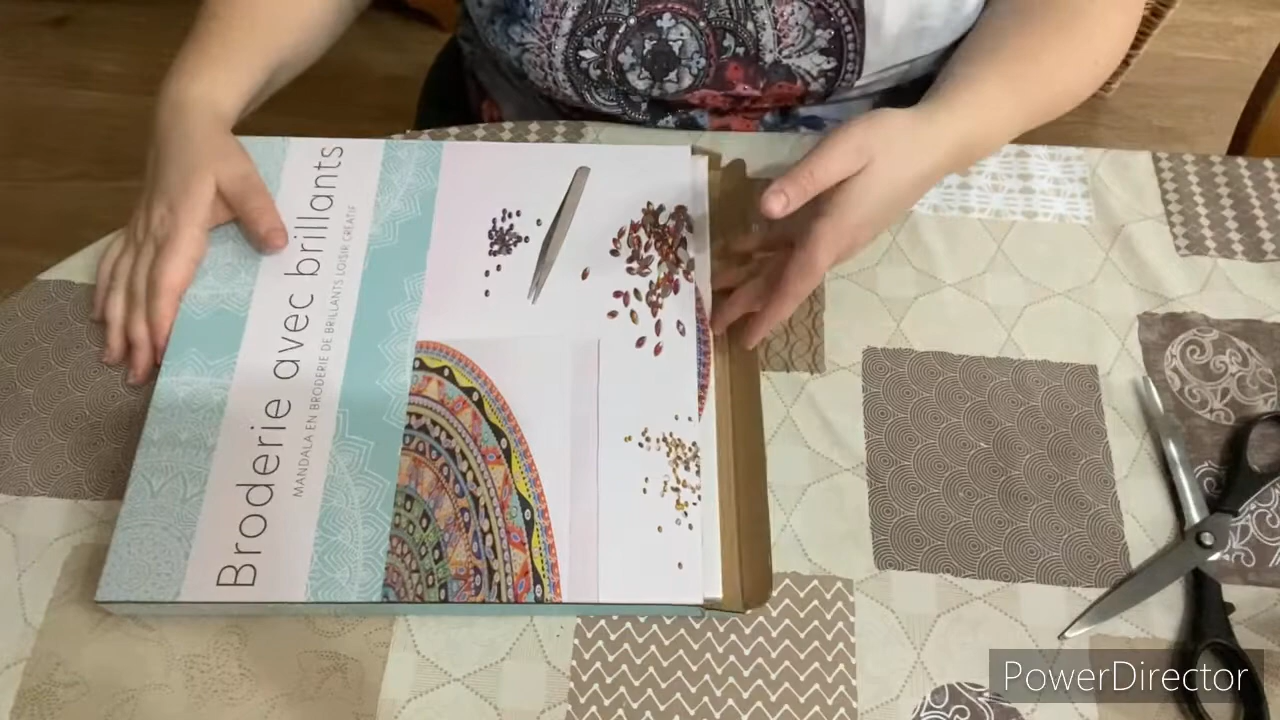 Broderie avec brillants
MANDALA EN BRODERIE DE BRILLANTS LOISIR CRÉATIF
PowerDirector